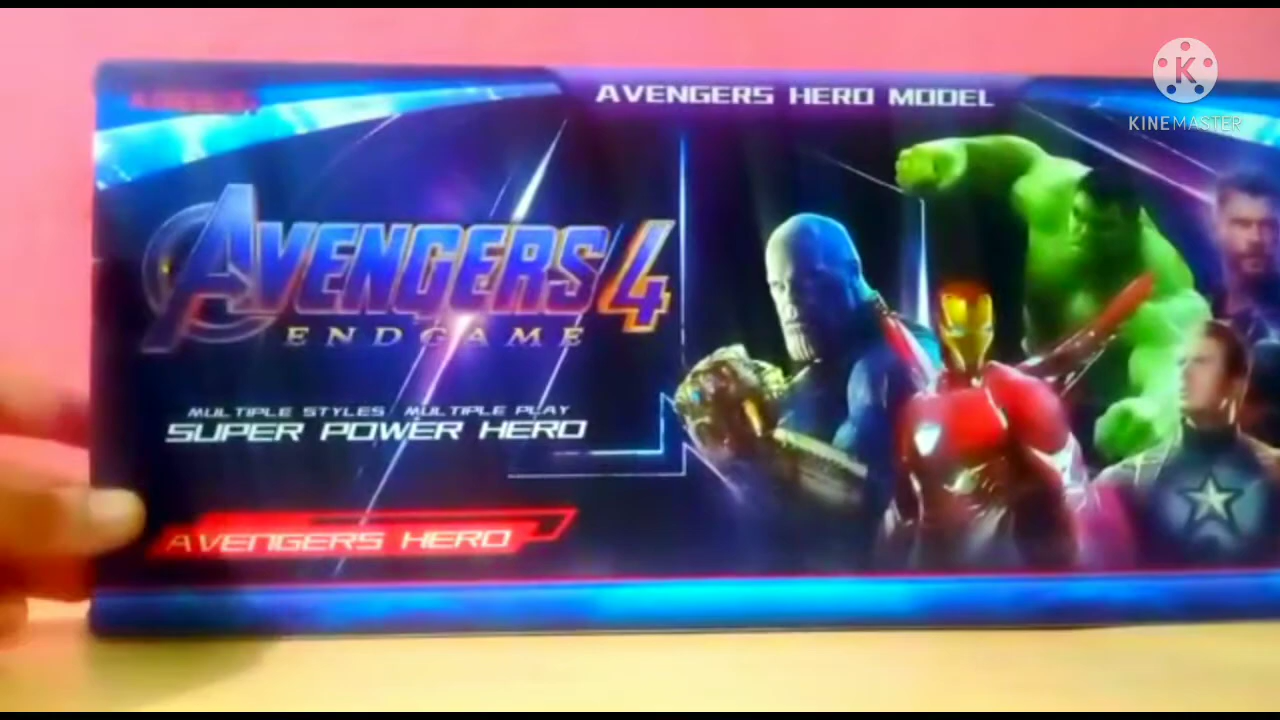 AVENGERS HERO MODEL
KINEMASTER
AVENGERS 4
ENDGAME
MULTIPLE STYLES MULTIPLE PLAY
SUPER POWER HERO
AVENGERS HERO